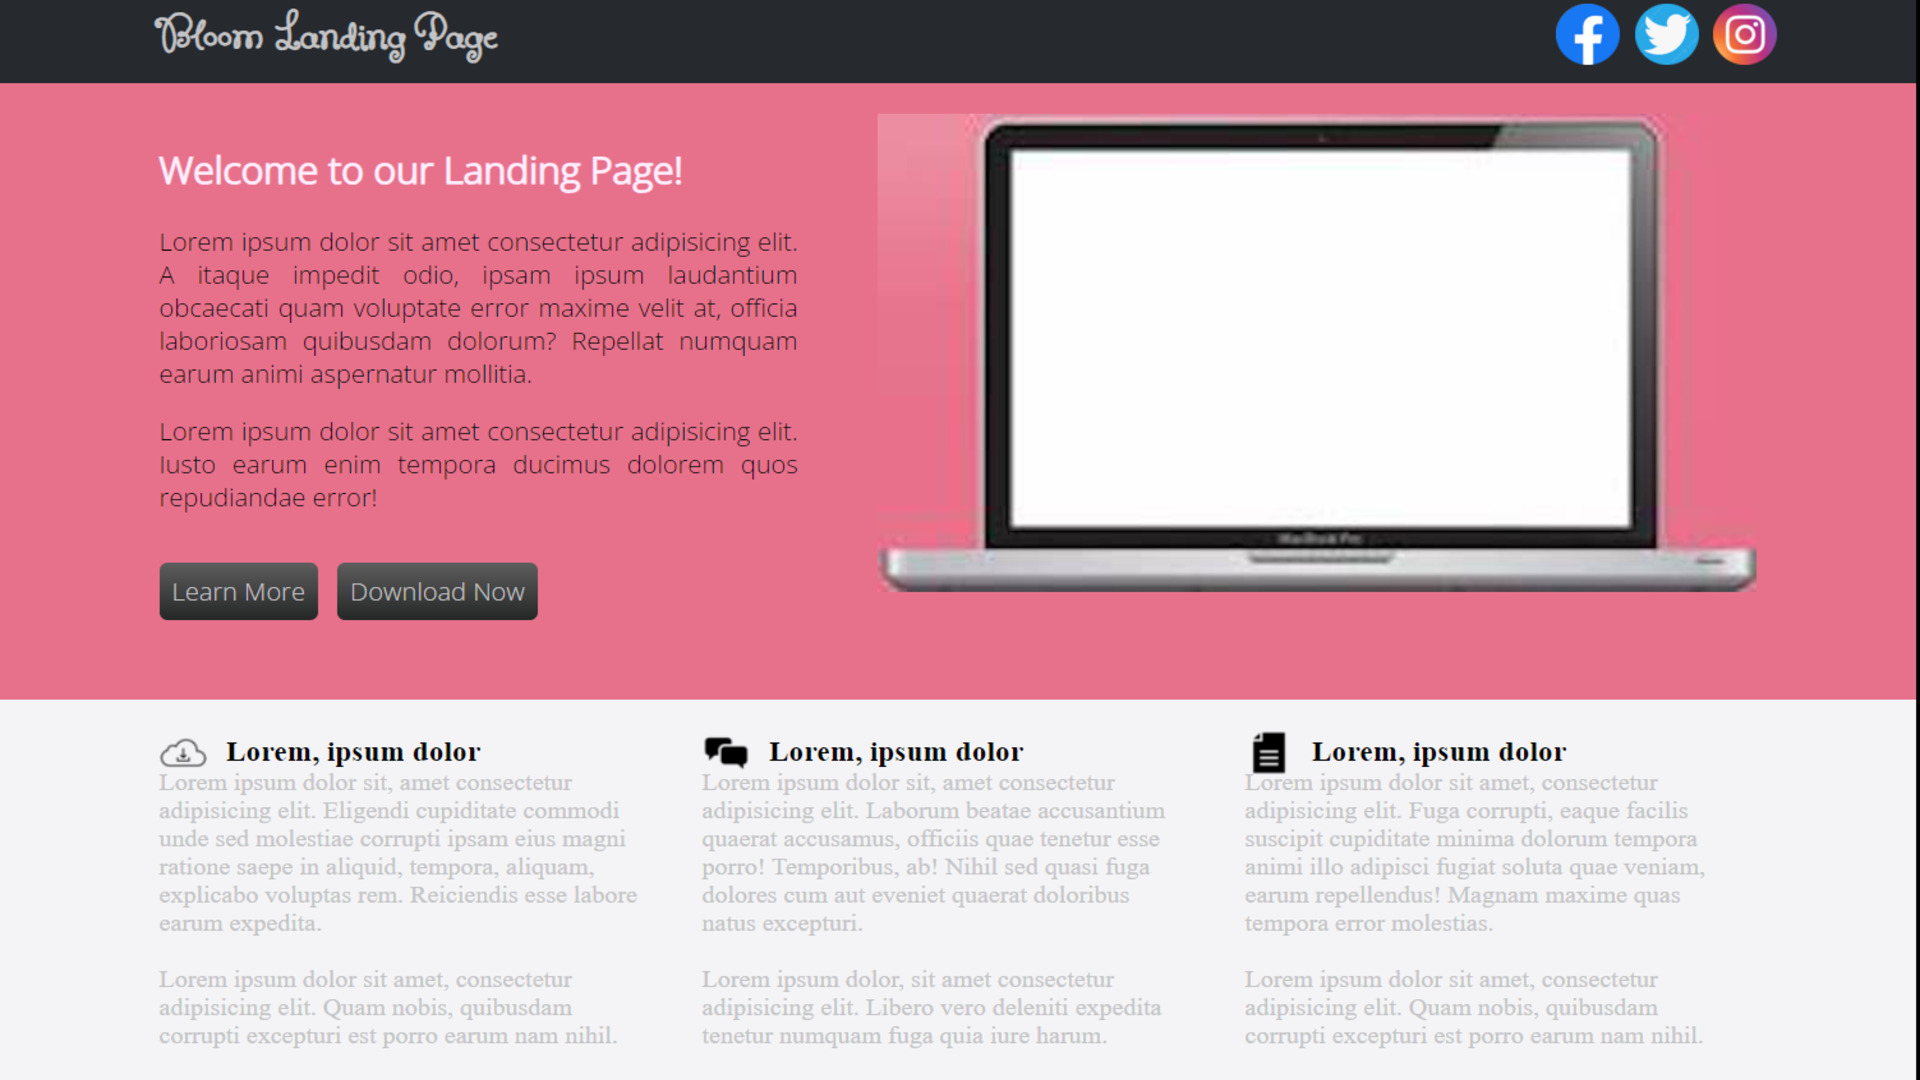 Bloom Landing Page
Welcome to our Landing Page!
Lorem ipsum dolor sit amet consectetur adipisicing elit.
A itaque impedit odio, ipsam ipsum laudantium
obcaecati quam voluptate error maxime velit at, officia
laboriosam quibusdam dolorum? Repellat numquam
earum animi aspernatur mollitia.
Lorem ipsum dolor sit amet consectetur adipisicing elit.
Iusto earum enim tempora ducimus dolorem quos
repudiandae error!
Learn More
Download Now
MacBook Pro
Lorem, ipsum dolor
Lorem ipsum dolor sit, amet consectetur
adipisicing elit. Eligendi cupiditate commodi
unde sed molestiae corrupti ipsam eius magni
ratione saepe in aliquid, tempora, aliquam,
explicabo voluptas rem. Reiciendis esse labore
earum expedita.
Lorem ipsum dolor sit amet, consectetur
adipisicing elit. Quam nobis, quibusdam
corrupti excepturi est porro earum nam nihil.
Lorem, ipsum dolor
Lorem ipsum dolor sit, amet consectetur
adipisicing elit. Laborum beatae accusantium
quaerat accusamus, officiis quae tenetur esse
porro! Temporibus, ab! Nihil sed quasi fuga
dolores cum aut eveniet quaerat doloribus
natus excepturi.
Lorem ipsum dolor, sit amet consectetur
adipisicing elit. Libero vero deleniti expedita
tenetur numquam fuga quia iure harum.
Lorem, ipsum dolor
Lorem ipsum dolor sit amet, consectetur
adipisicing elit. Fuga corrupti, eaque facilis
suscipit cupiditate minima dolorum tempora
animi illo adipisci fugiat soluta quae veniam,
earum repellendus! Magnam maxime quas
tempora error molestias.
Lorem ipsum dolor sit amet, consectetur
adipisicing elit. Quam nobis, quibusdam
corrupti excepturi est porro earum nam nihil.